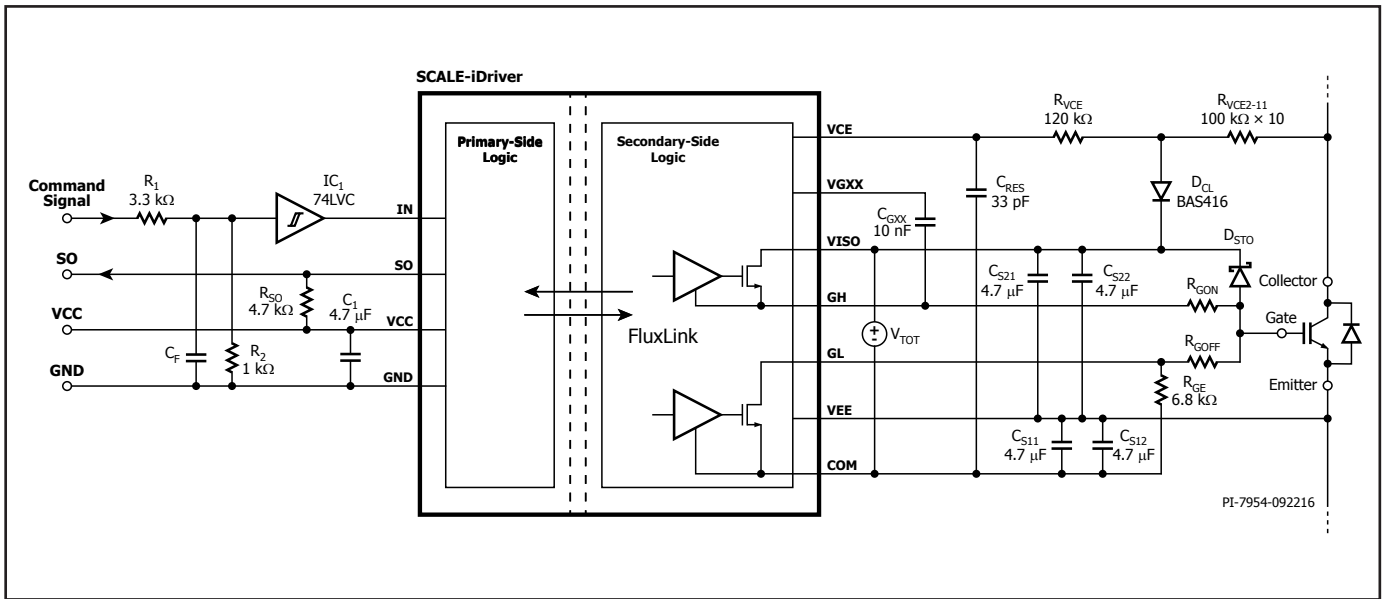 SCALE-iDriver
Primary-Side
Logic
Secondary-Side
Logic
FluxLink
Command
Signal
R1
3.3 kΩ
IC1
74LVC
IN
SO
SO
RSO
4.7 kΩ
C1
4.7 μF
VCC
VCC
CF
R2
1 kΩ
GND
GND
VCE
VGXX
VISO
GH
GL
VEE
COM
RVCE
120 kΩ
RVCE2-11
100 kΩ × 10
CRES
33 pF
CGXX
10 nF
DCL
BAS416
DSTO
CS21
4.7 μF
CS22
4.7 μF
RGON
Collector
Gate
VTOT
RGOFF
RGE
6.8 kΩ
Emitter
CS11
4.7 μF
CS12
4.7 μF
PI-7954-092216